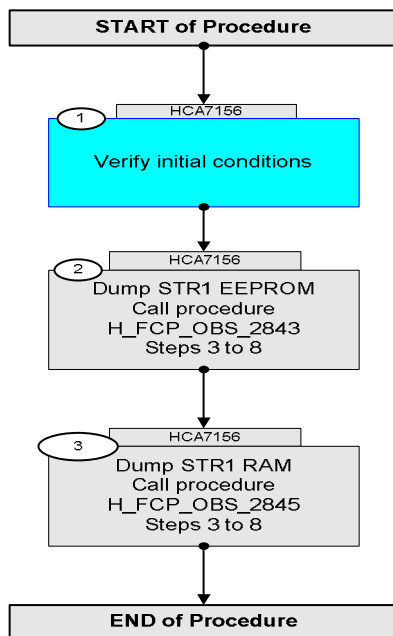 START of Procedure
HCA7156
1
Verify initial conditions
HCA7156
2
Dump STR1 EEPROM
Call procedure
H_FCP_OBS_2843
Steps 3 to 8
HCA7156
3
Dump STR1 RAM
Call procedure
H_FCP_OBS_2845
Steps 3 to 8
END of Procedure